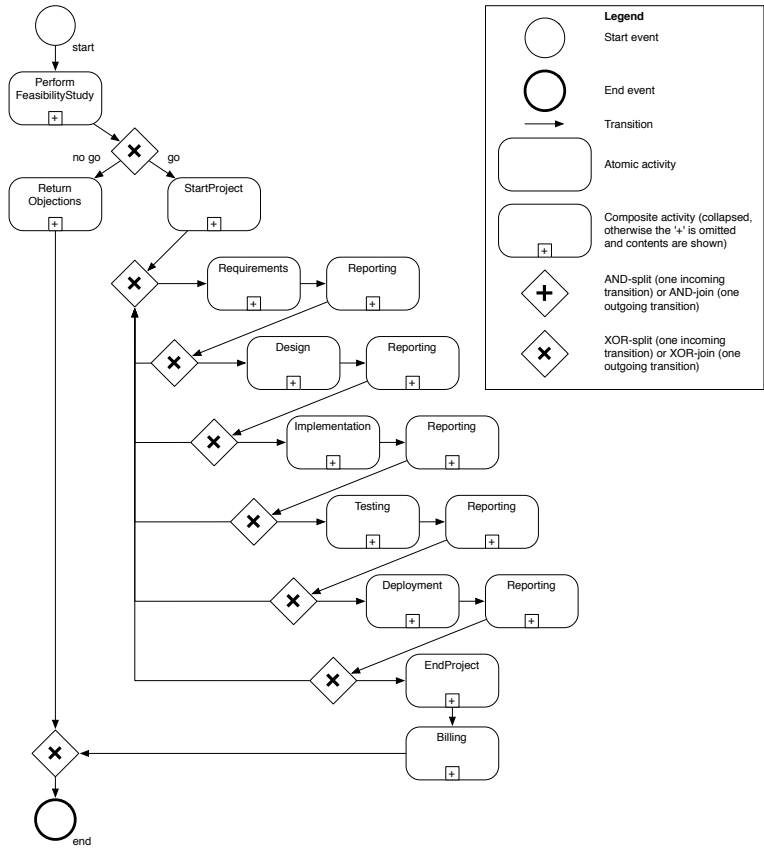 start
Perform
FeasibilityStudy
+
no go
go
Return
Objections
+
StartProject
+
Requirements
+
Reporting
+
Design
+
Reporting
+
Implementation
+
Reporting
+
Testing
+
Reporting
+
Deployment
+
Reporting
+
EndProject
+
Billing
+
end
Legend
Start event
End event
Transition
Atomic activity
Composite activity (collapsed,
otherwise the '+' is omitted
and contents are shown)
+
AND-split (one incoming
transition) or AND-join (one
outgoing transition)
XOR-split (one incoming
transition) or XOR-join (one
outgoing transition)